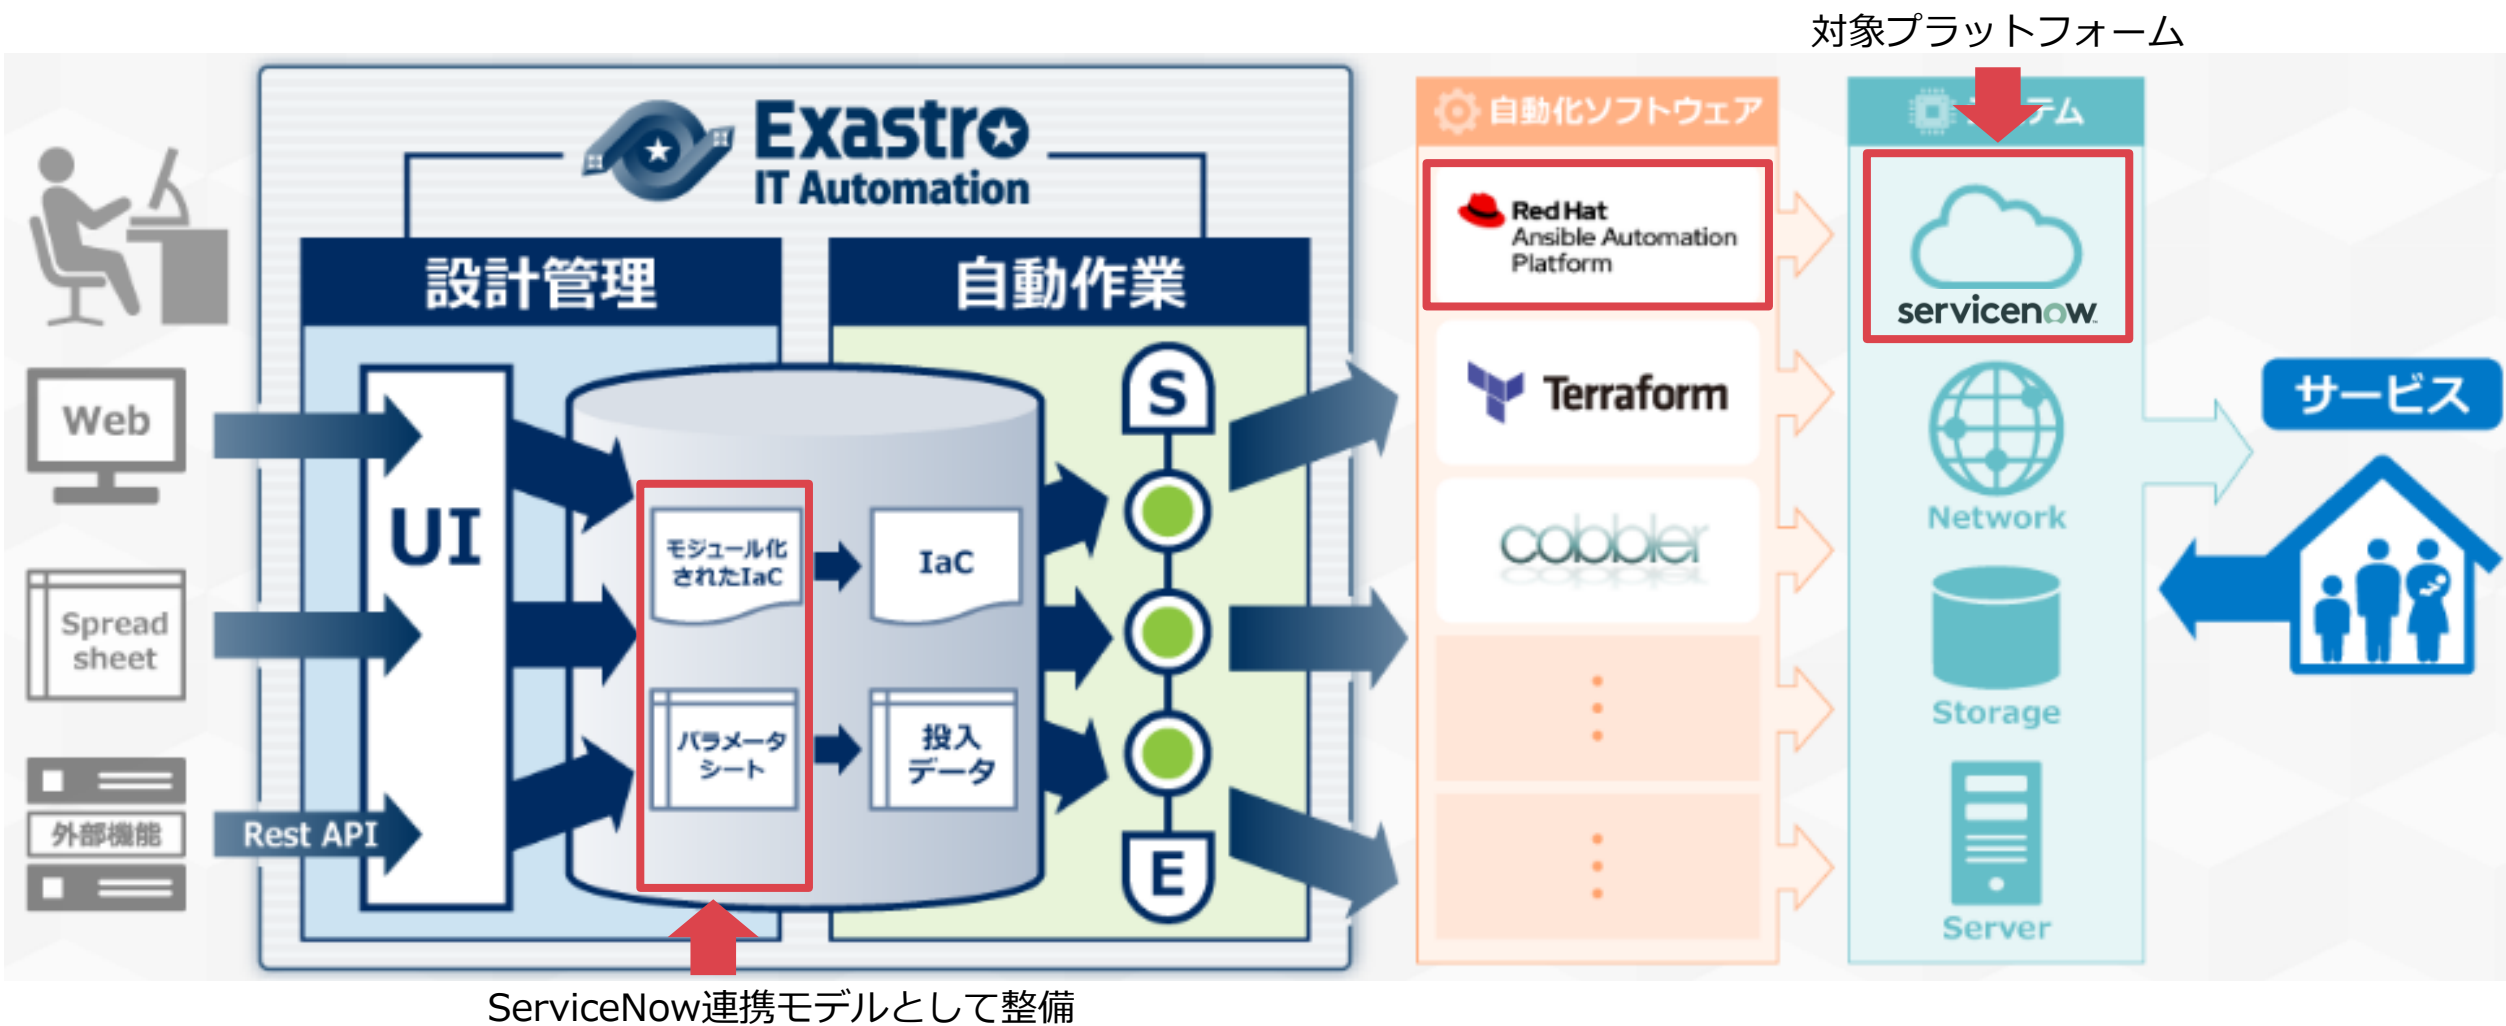 対象プラットフォーム
Exastro
IT Automation
設計管理
自動作業
Web
Spread
sheet
外部機能
Rest API
UI
モジュール化
されたIaC
IaC
パラメータ
シート
投入
データ
S
E
自動化ソフトウェア
Red Hat
Ansible Automation
Platform
Terraform
cobbler
テム
servicenow
Network
Storage
Server
サービス
ServiceNow連携モデルとして整備